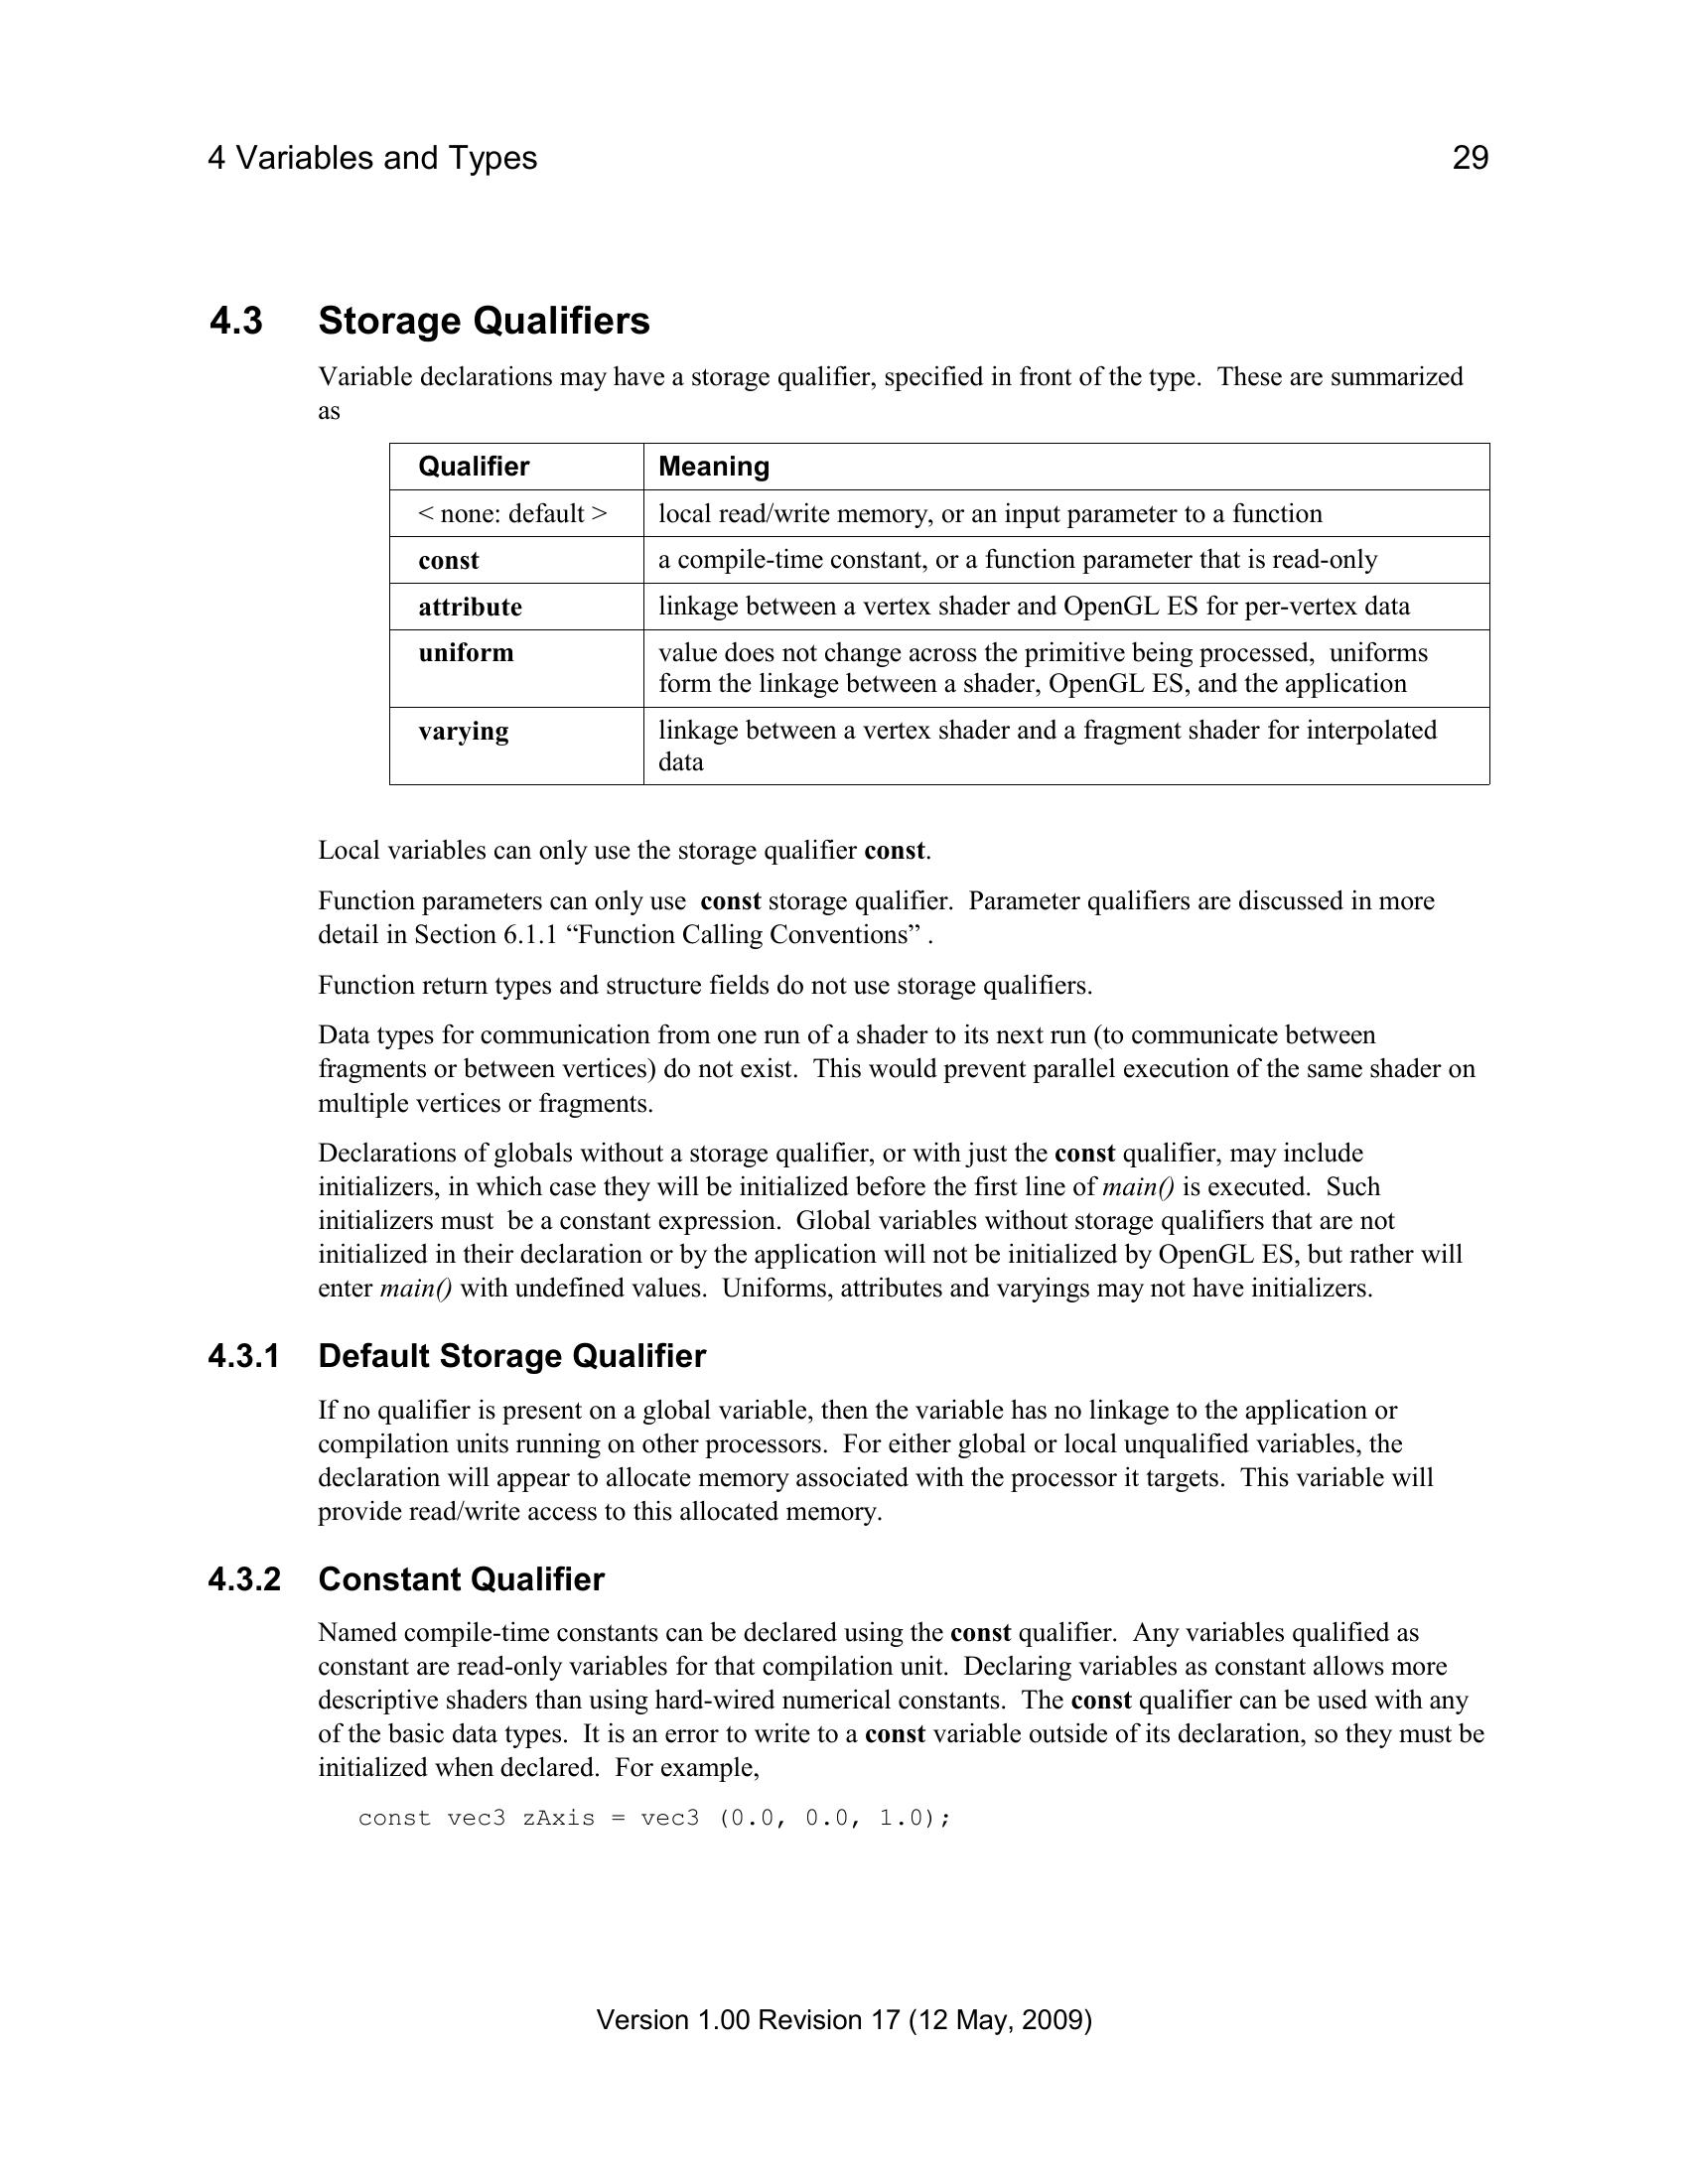 4 Variables and Types 29
4.3 Storage Qualifiers
Variable declarations may have a storage qualifier, specified in front of the type.  These are summarized
as
Qualifier Meaning
< none: default > local read/write memory, or an input parameter to a function
const a compile-time constant, or a function parameter that is read-only
attribute linkage between a vertex shader and OpenGL ES for per-vertex data
uniform value does not change across the primitive being processed,  uniforms
form the linkage between a shader, OpenGL ES, and the application
varying linkage between a vertex shader and a fragment shader for interpolated
data
Local variables can only use the storage qualifier const.
Function parameters can only use  const storage qualifier.  Parameter qualifiers are discussed in more
detail in Section 6.1.1 “Function Calling Conventions” .
Function return types and structure fields do not use storage qualifiers.
Data types for communication from one run of a shader to its next run (to communicate between
fragments or between vertices) do not exist.  This would prevent parallel execution of the same shader on
multiple vertices or fragments.
Declarations of globals without a storage qualifier, or with just the const qualifier, may include
initializers, in which case they will be initialized before the first line of main() is executed.  Such
initializers must  be a constant expression.  Global variables without storage qualifiers that are not
initialized in their declaration or by the application will not be initialized by OpenGL ES, but rather will
enter main() with undefined values.  Uniforms, attributes and varyings may not have initializers.
4.3.1 Default Storage Qualifier
If no qualifier is present on a global variable, then the variable has no linkage to the application or
compilation units running on other processors.  For either global or local unqualified variables, the
declaration will appear to allocate memory associated with the processor it targets.  This variable will
provide read/write access to this allocated memory.
4.3.2 Constant Qualifier
Named compile-time constants can be declared using the const qualifier.  Any variables qualified as
constant are read-only variables for that compilation unit.  Declaring variables as constant allows more
descriptive shaders than using hard-wired numerical constants.  The const qualifier can be used with any
of the basic data types.  It is an error to write to a const variable outside of its declaration, so they must be
initialized when declared.  For example,
const vec3 zAxis = vec3 (0.0, 0.0, 1.0);
Version 1.00 Revision 17 (12 May, 2009)